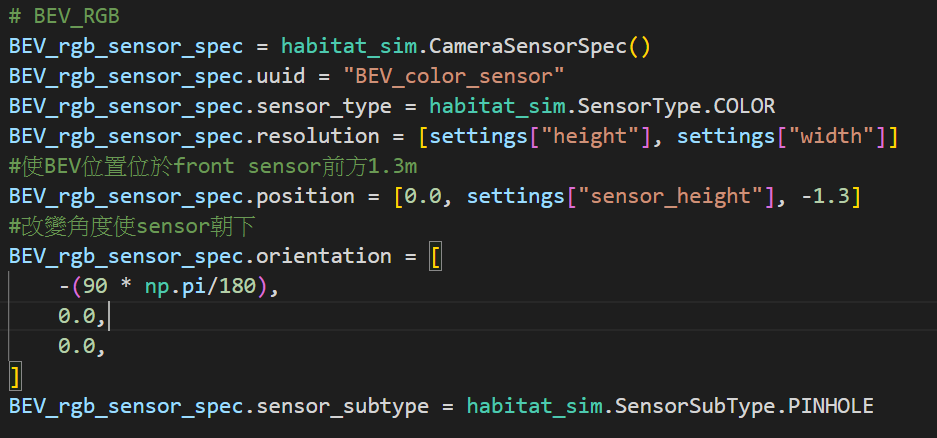 # BEV_RGB
BEV_rgb_sensor_spec = habitat_sim.CameraSensorSpec()
BEV_rgb_sensor_spec.uuid = "BEV_color_sensor"
BEV_rgb_sensor_spec.sensor_type = habitat_sim.SensorType.COLOR
BEV_rgb_sensor_spec.resolution = [settings["height"], settings["width"]]
#使BEV位置位於front sensor前方1.3m
BEV_rgb_sensor_spec.position = [0.0, settings["sensor_height"], -1.3]
#改變角度使sensor朝下
BEV_rgb_sensor_spec.orientation = [
    -(90 * np.pi/180),
    0.0,
    0.0,
]
BEV_rgb_sensor_spec.sensor_subtype = habitat_sim.SensorSubType.PINHOLE